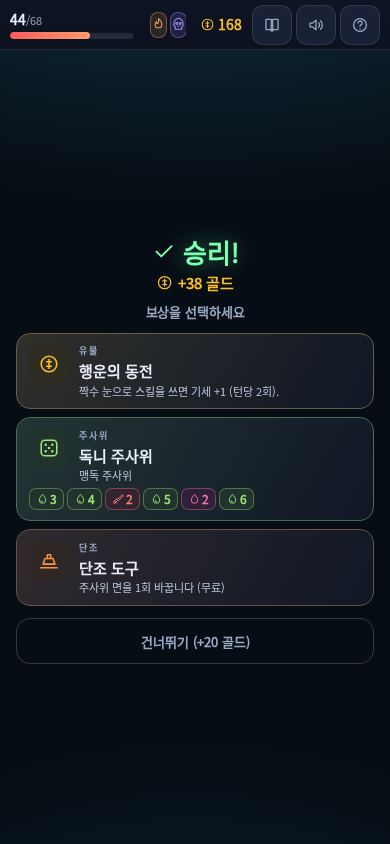 44/68
168
승리!
+38 골드
보상을 선택하세요
유물
행운의 동전
짝수 눈으로 스킬을 쓰면 기세 +1 (턴당 2회).
주사위
독니 주사위
맹독 주사위
3 4 2 5 2 6
단조
단조 도구
주사위 면을 1회 바꿉니다 (무료)
건너뛰기 (+20 골드)